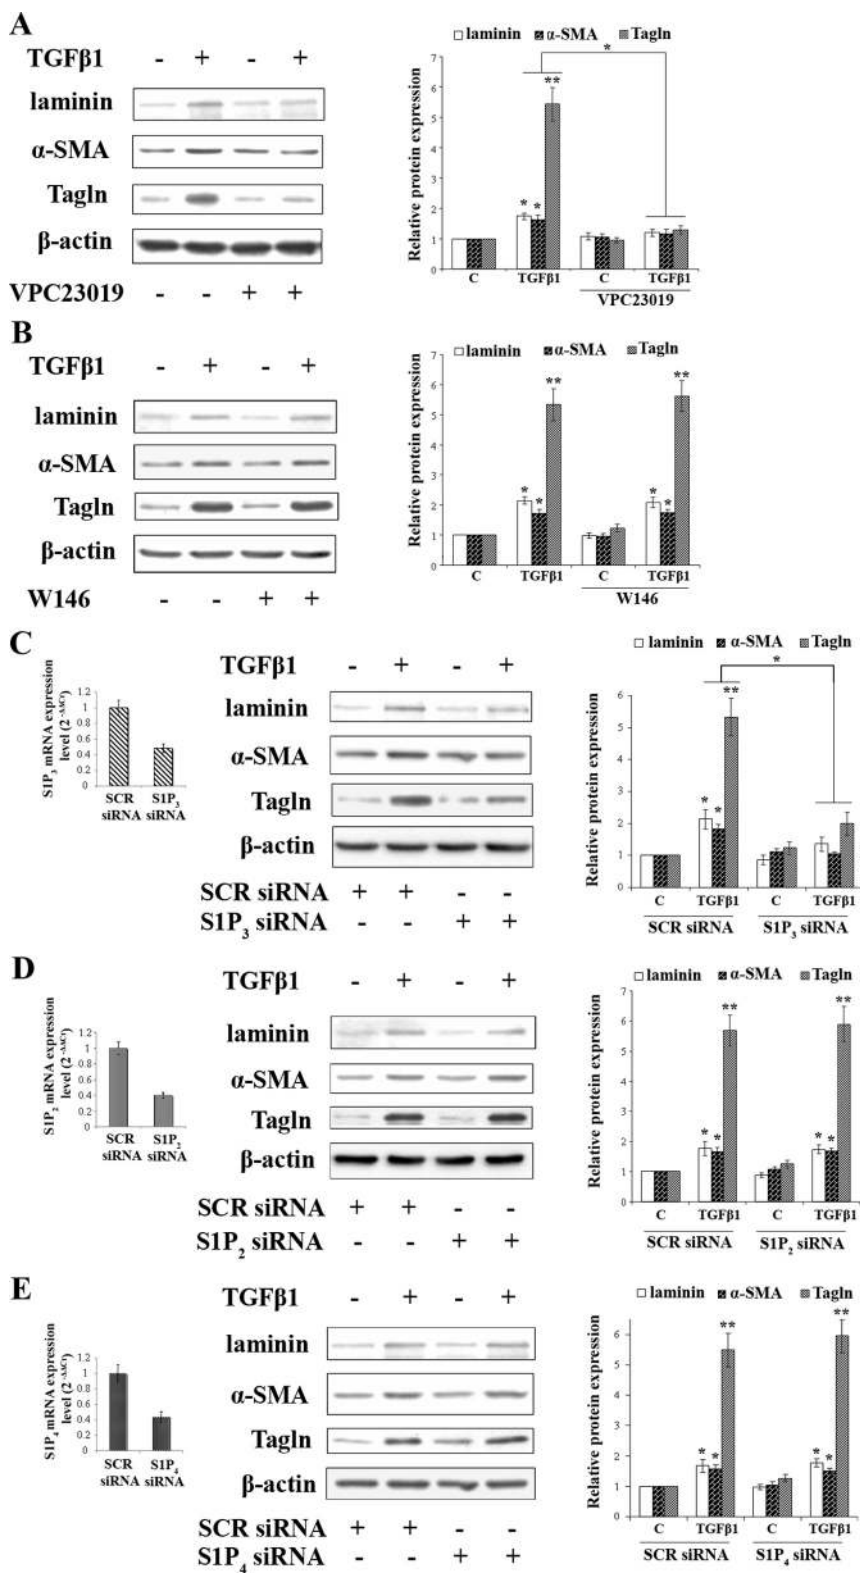 A
TGFβ1 - + - +
laminin
α-SMA
Tagln
β-actin
VPC23019 - - + +
laminin α-SMA Tagln
Relative protein expression
7
6
5
4
3
2
1
0
* * ** *
C TGFβ1 C TGFβ1
VPC23019
B
TGFβ1 - + - +
laminin
α-SMA
Tagln
β-actin
W146 - - + +
laminin α-SMA Tagln
Relative protein expression
7
6
5
4
3
2
1
0
* * ** * * **
C TGFβ1 C TGFβ1
W146
C
S1P3 mRNA expression
level (2 -ΔΔCt)
1.2
1
0.8
0.6
0.4
0.2
0
SCR S1P3
siRNA siRNA
TGFβ1 - + - +
laminin
α-SMA
Tagln
β-actin
SCR siRNA + + - -
S1P3 siRNA - - + +
laminin α-SMA Tagln
Relative protein expression
6
5
4
3
2
1
0
* * ** *
C TGFβ1 C TGFβ1
SCR siRNA S1P3 siRNA
D
S1P2 mRNA expression
level (2 -ΔΔCt)
1.2
1
0.8
0.6
0.4
0.2
0
SCR S1P2
siRNA siRNA
TGFβ1 - + - +
laminin
α-SMA
Tagln
β-actin
SCR siRNA + + - -
S1P2 siRNA - - + +
laminin α-SMA Tagln
Relative protein expression
7
6
5
4
3
2
1
0
* * ** * * **
C TGFβ1 C TGFβ1
SCR siRNA S1P2 siRNA
E
S1P4 mRNA expression
level (2 -ΔΔCt)
1.2
1
0.8
0.6
0.4
0.2
0
SCR S1P4
siRNA siRNA
TGFβ1 - + - +
laminin
α-SMA
Tagln
β-actin
SCR siRNA + + - -
S1P4 siRNA - - + +
laminin α-SMA Tagln
Relative protein expression
6
5
4
3
2
1
0
* * ** * * **
C TGFβ1 C TGFβ1
SCR siRNA S1P4 siRNA